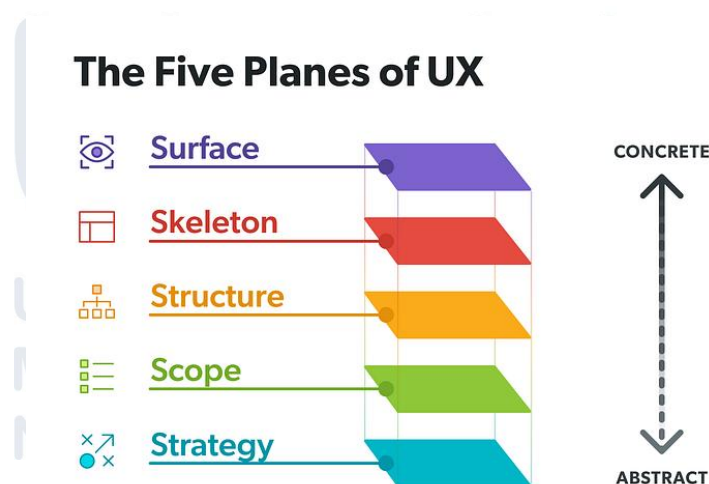 The Five Planes of UX
Surface
CONCRETE
Skeleton
Structure
Scope
Strategy
ABSTRACT